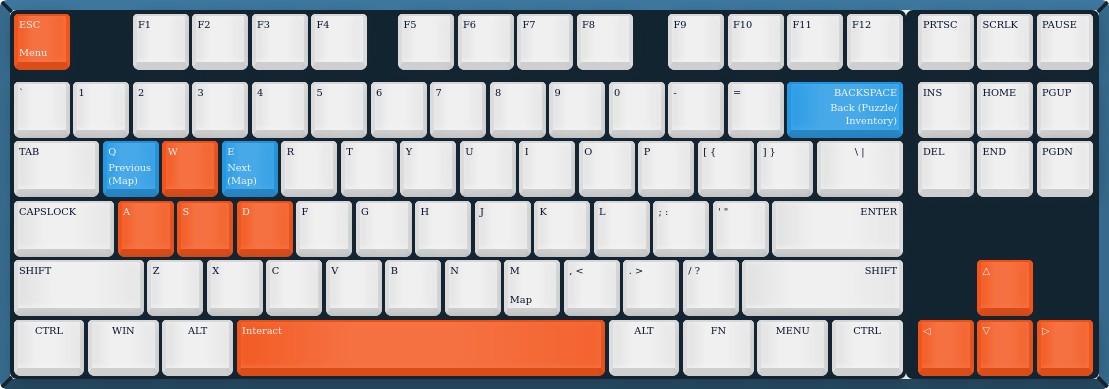 ESC
Menu
F1 F2 F3 F4 F5 F6 F7 F8 F9 F10 F11 F12 PRTSC SCRLK PAUSE
` 1 2 3 4 5 6 7 8 9 0 - = BACKSPACE INS HOME PGUP
Back (Puzzle/
Inventory)
TAB Q W E R T Y U I O P [ { ] } \ | DEL END PGDN
Previous
(Map)
Next
(Map)
CAPSLOCK A S D F G H J K L ; : ' " ENTER
SHIFT Z X C V B N M , < . > / ? SHIFT △
Map
CTRL WIN ALT Interact ALT FN MENU CTRL ◁ ▽ ▷